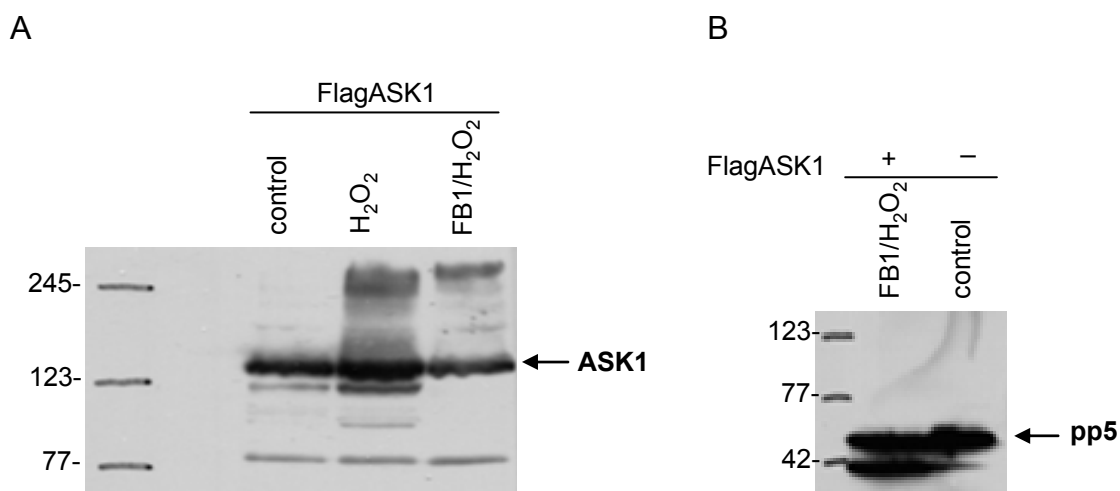 A
FlagASK1
control
H₂O₂
FB1/H₂O₂
245-
123-
77-
ASK1
B
FlagASK1 + –
FB1/H₂O₂
control
123-
77-
42-
pp5